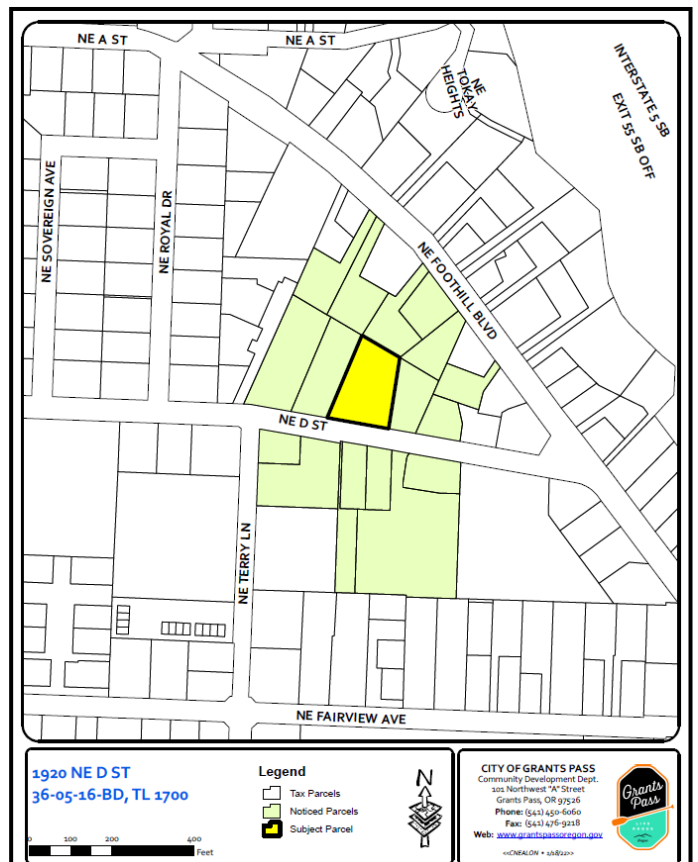 NE A ST
NE A ST
INTERSTATE 5 SB
EXIT 55 SB OFF
NE
TOKAY
HEIGHTS
NE SOVEREIGN AVE
NE ROYAL DR
NE FOOTHILL BLVD
NE D ST
NE TERRY LN
NE FAIRVIEW AVE
1920 NE D ST
36-05-16-BD, TL 1700
0 100 200 400
Feet
Legend
Tax Parcels
Noticed Parcels
Subject Parcel
N
CITY OF GRANTS PASS
Community Development Dept.
101 Northwest "A" Street
Grants Pass, OR 97526
Phone: (541) 450-6060
Fax: (541) 476-9218
Web: www.grantspassoregon.gov
<<CNEALON • 1/18/22>>
Grants
Pass